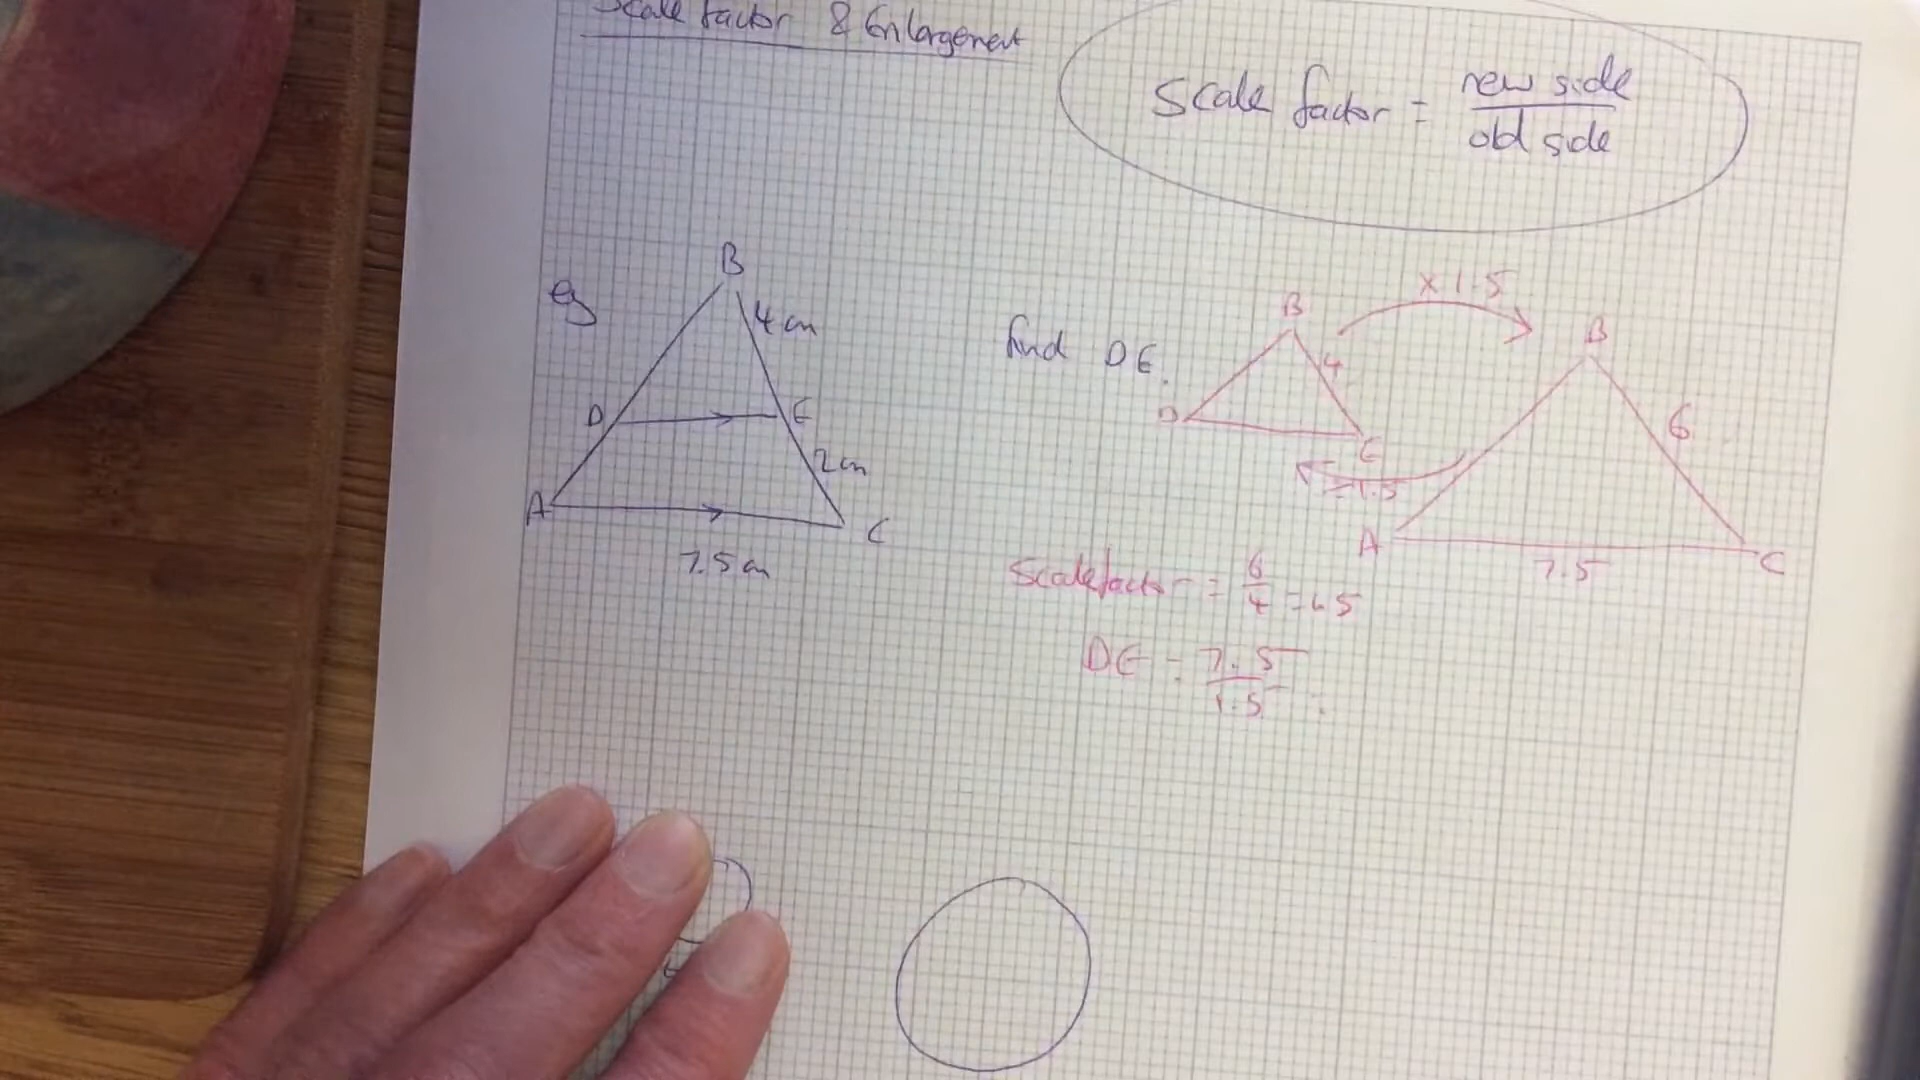 Scale factor & Enlargement
Scale factor = new side / old side
eg
B
4cm
D
E
2cm
A
C
7.5cm
find DE.
x 1.5
B
4
D
E
÷1.5
B
6
A
C
7.5
Scalefactor = 6/4 = 1.5
DE = 7.5/1.5 =